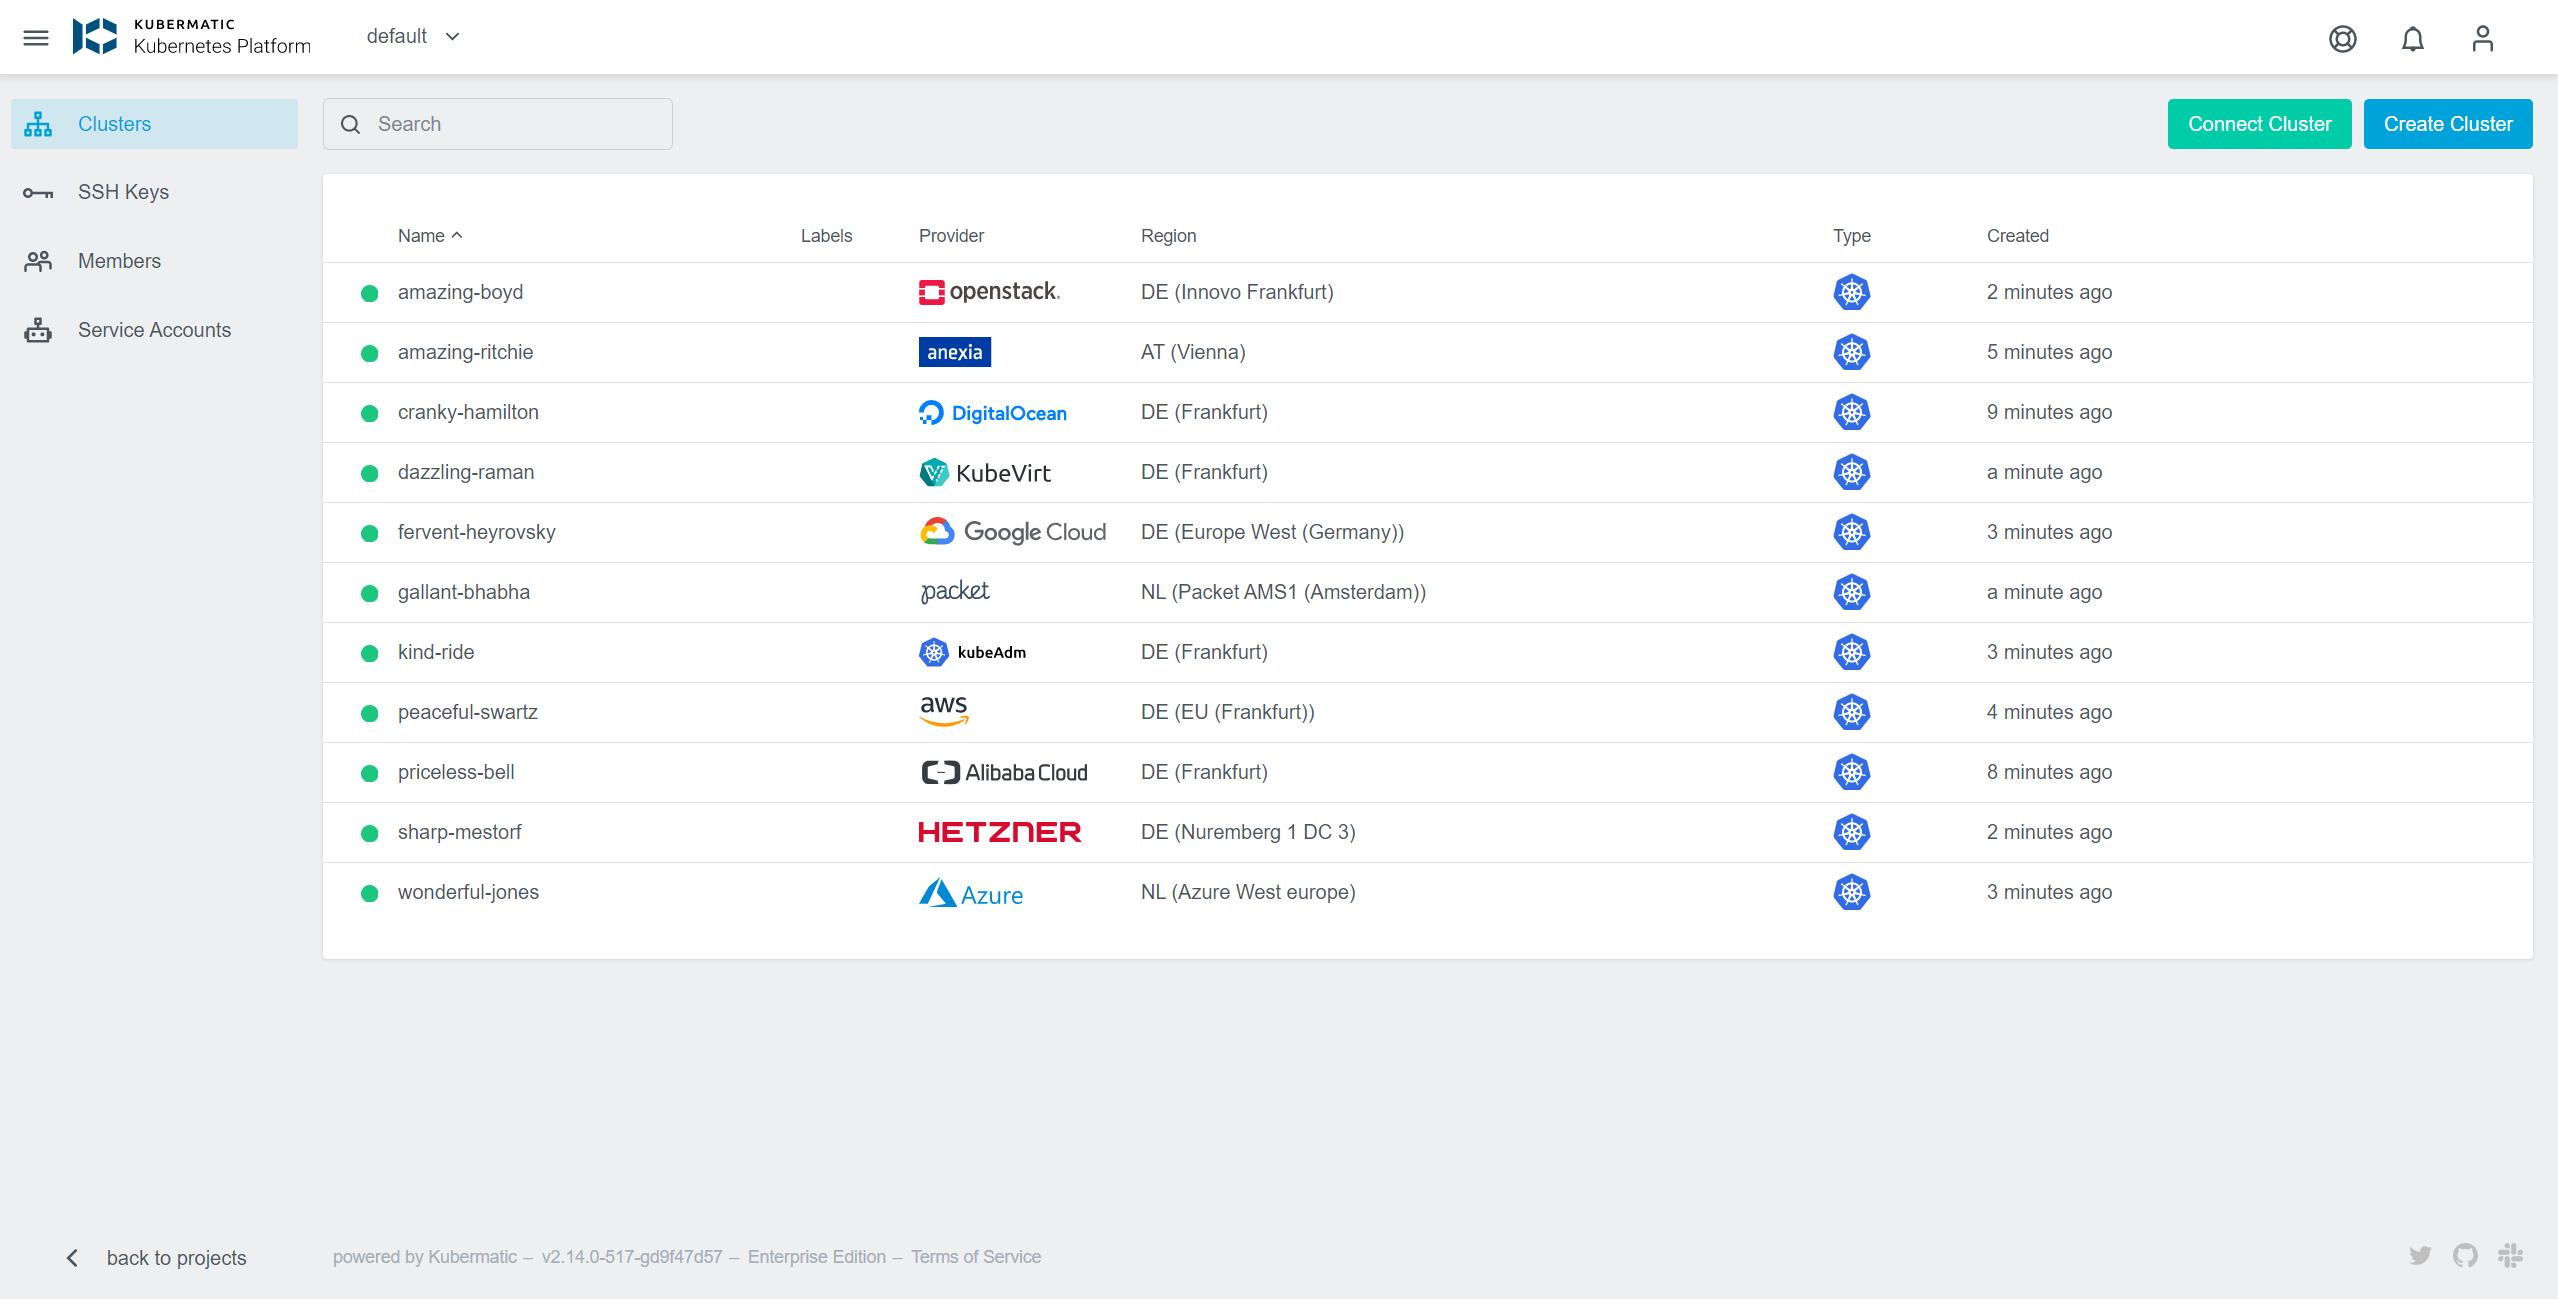 KUBERMATIC
Kubernetes Platform
default
Clusters
Search
Connect Cluster
Create Cluster
SSH Keys
Members
Service Accounts
Name Labels Provider Region Type Created
amazing-boyd openstack. DE (Innovo Frankfurt) 2 minutes ago
amazing-ritchie anexia AT (Vienna) 5 minutes ago
cranky-hamilton DigitalOcean DE (Frankfurt) 9 minutes ago
dazzling-raman KubeVirt DE (Frankfurt) a minute ago
fervent-heyrovsky Google Cloud DE (Europe West (Germany)) 3 minutes ago
gallant-bhabha packet NL (Packet AMS1 (Amsterdam)) a minute ago
kind-ride kubeAdm DE (Frankfurt) 3 minutes ago
peaceful-swartz aws DE (EU (Frankfurt)) 4 minutes ago
priceless-bell Alibaba Cloud DE (Frankfurt) 8 minutes ago
sharp-mestorf HETZNER DE (Nuremberg 1 DC 3) 2 minutes ago
wonderful-jones Azure NL (Azure West europe) 3 minutes ago
back to projects
powered by Kubermatic – v2.14.0-517-gd9f47d57 – Enterprise Edition – Terms of Service